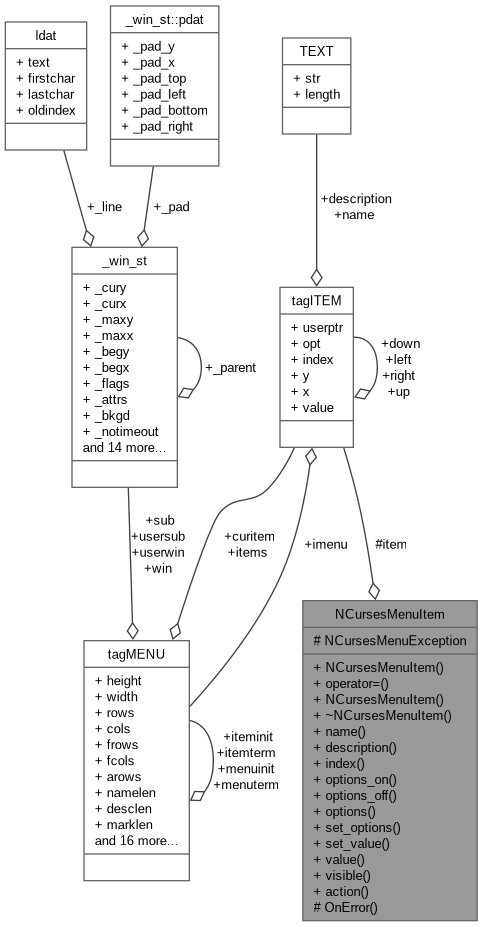 ldat
+ text
+ firstchar
+ lastchar
+ oldindex
_win_st::pdat
+ _pad_y
+ _pad_x
+ _pad_top
+ _pad_left
+ _pad_bottom
+ _pad_right
TEXT
+ str
+ length
+_line
+_pad
+description
+name
_win_st
+ _cury
+ _curx
+ _maxy
+ _maxx
+ _begy
+ _begx
+ _flags
+ _attrs
+ _bkgd
+ _notimeout
and 14 more...
+_parent
tagITEM
+ userptr
+ opt
+ index
+ y
+ x
+ value
+down
+left
+right
+up
+sub
+usersub
+userwin
+win
+curitem
+items
+imenu
#item
tagMENU
+ height
+ width
+ rows
+ cols
+ frows
+ fcols
+ arows
+ namelen
+ desclen
+ marklen
and 16 more...
+iteminit
+itemterm
+menuinit
+menuterm
NCursesMenuItem
# NCursesMenuException
+ NCursesMenuItem()
+ operator=()
+ NCursesMenuItem()
+ ~NCursesMenuItem()
+ name()
+ description()
+ index()
+ options_on()
+ options_off()
+ options()
+ set_options()
+ set_value()
+ value()
+ visible()
+ action()
# OnError()